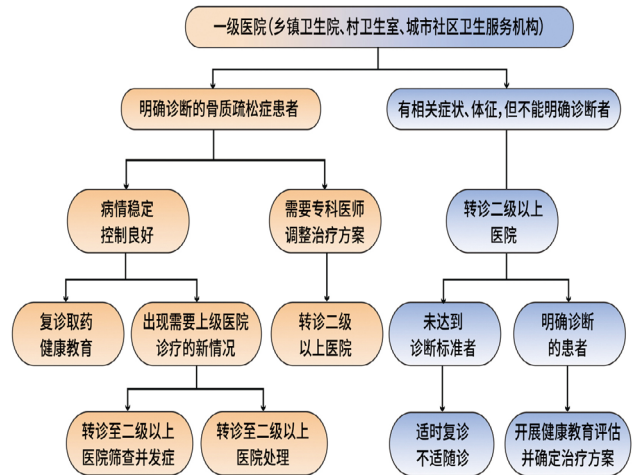 一级医院(乡镇卫生院、村卫生室、城市社区卫生服务机构)
明确诊断的骨质疏松症患者
有相关症状、体征,但不能明确诊断者
病情稳定
控制良好
需要专科医师
调整治疗方案
转诊二级以上
医院
复诊取药
健康教育
出现需要上级医院
诊疗的新情况
转诊二级
以上医院
未达到
诊断标准者
明确诊断
的患者
转诊至二级以上
医院筛查并发症
转诊至二级以上
医院处理
适时复诊
不适随诊
开展健康教育评估
并确定治疗方案